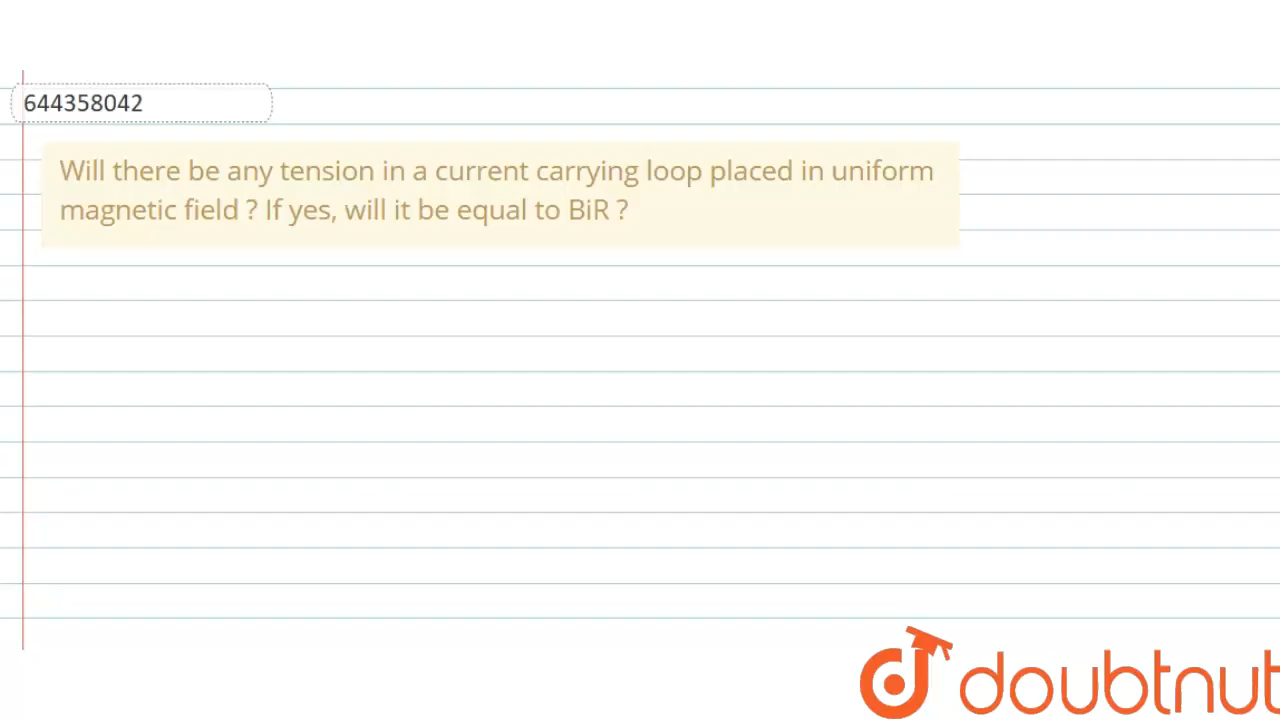 644358042
Will there be any tension in a current carrying loop placed in uniform
magnetic field ? If yes, will it be equal to BiR ?
doubtnut